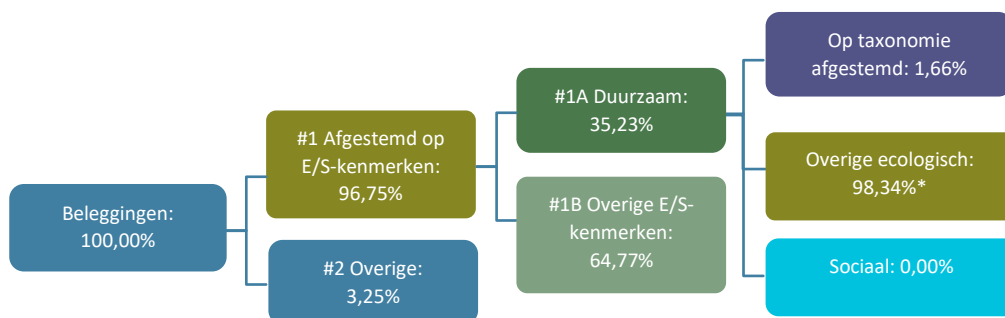 Beleggingen:
100,00%
#1 Afgestemd op
E/S-kenmerken:
96,75%
#2 Overige:
3,25%
#1A Duurzaam:
35,23%
#1B Overige E/S-
kenmerken:
64,77%
Op taxonomie
afgestemd: 1,66%
Overige ecologisch:
98,34%*
Sociaal: 0,00%